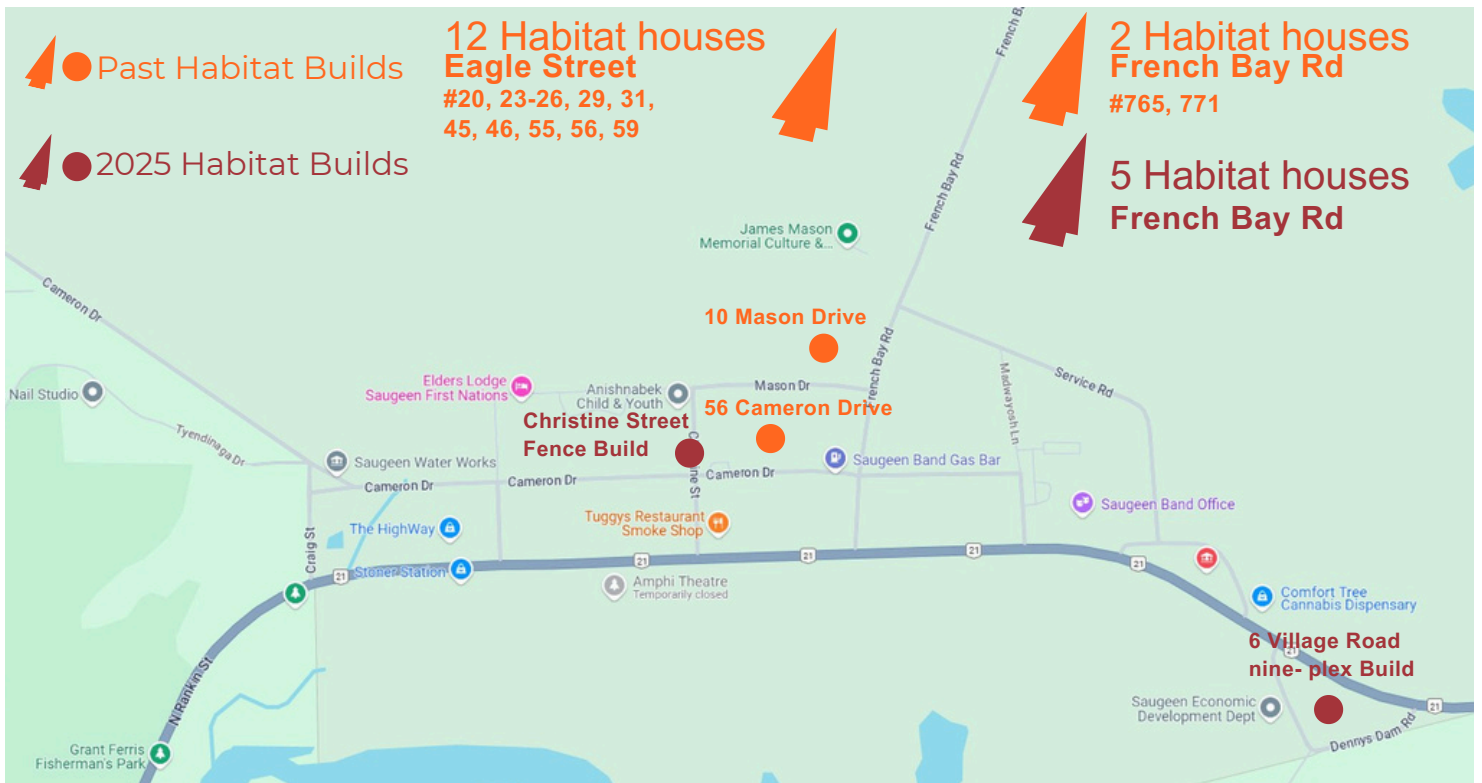 Past Habitat Builds
2025 Habitat Builds
12 Habitat houses
Eagle Street
#20, 23-26, 29, 31,
45, 46, 55, 56, 59
2 Habitat houses
French Bay Rd
#765, 771
5 Habitat houses
French Bay Rd
French Bay Rd
French Bay Rd
James Mason
Memorial Culture &...
Cameron Dr
10 Mason Drive
Nail Studio
Elders Lodge
Saugeen First Nations
Anishnabek
Child & Youth
Mason Dr
Madwayosh Ln
Service Rd
Christine Street
Fence Build
56 Cameron Drive
Tyendinaga Dr
Saugeen Water Works
Cameron Dr
Cameron Dr
Cameron Dr
Saugeen Band Gas Bar
Saugeen Band Office
Craig St
The HighWay
Tuggys Restaurant
Smoke Shop
Stoner Station
21
21
21
21
21
Amphi Theatre
Temporarily closed
Comfort Tree
Cannabis Dispensary
6 Village Road
nine- plex Build
21
N Rankin St
Saugeen Economic
Development Dept
21
Dennys Dam Rd
Grant Ferris
Fisherman's Park